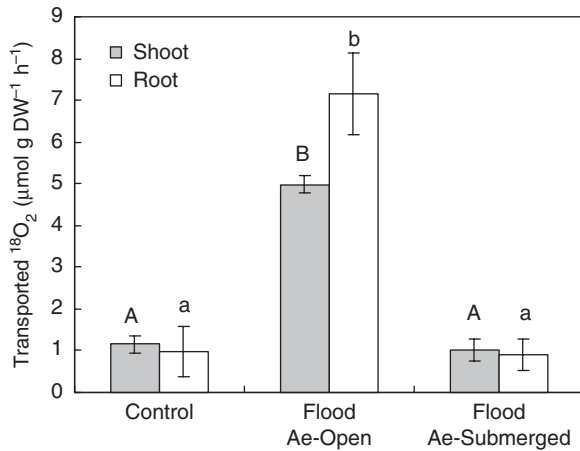 9
8
7
6
5
4
3
2
1
0
Transported ¹⁸O₂ (μmol g DW⁻¹ h⁻¹)
Shoot
Root
A
a
B
b
A
a
Control
Flood
Ae-Open
Flood
Ae-Submerged